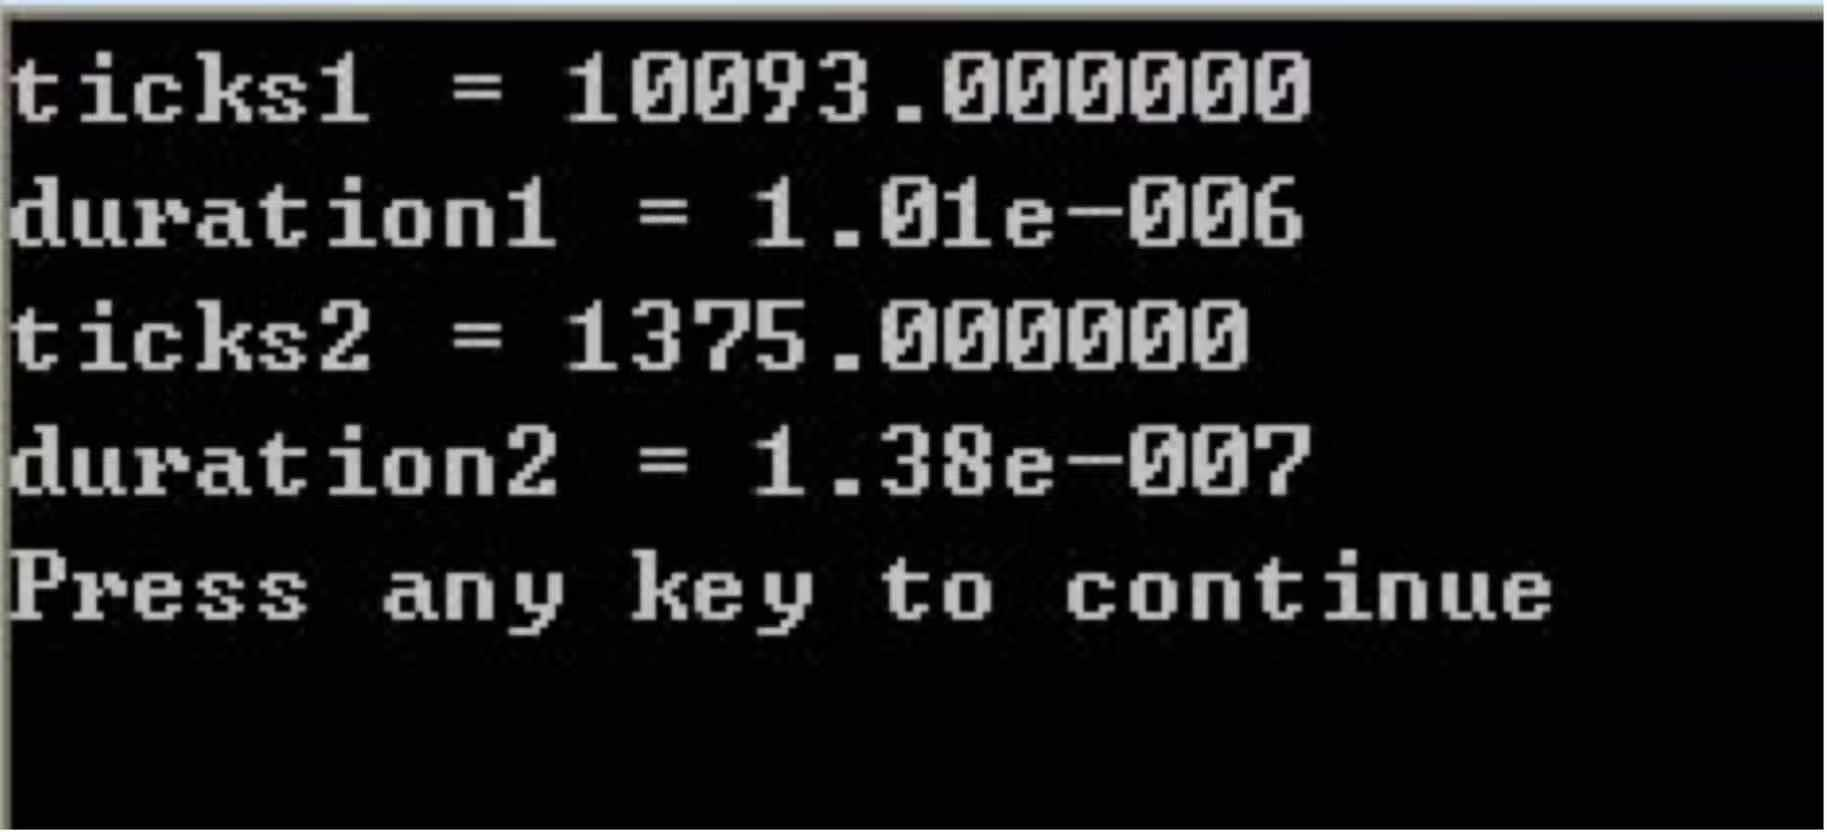 ticks1 = 10093.000000
duration1 = 1.01e-006
ticks2 = 1375.000000
duration2 = 1.38e-007
Press any key to continue